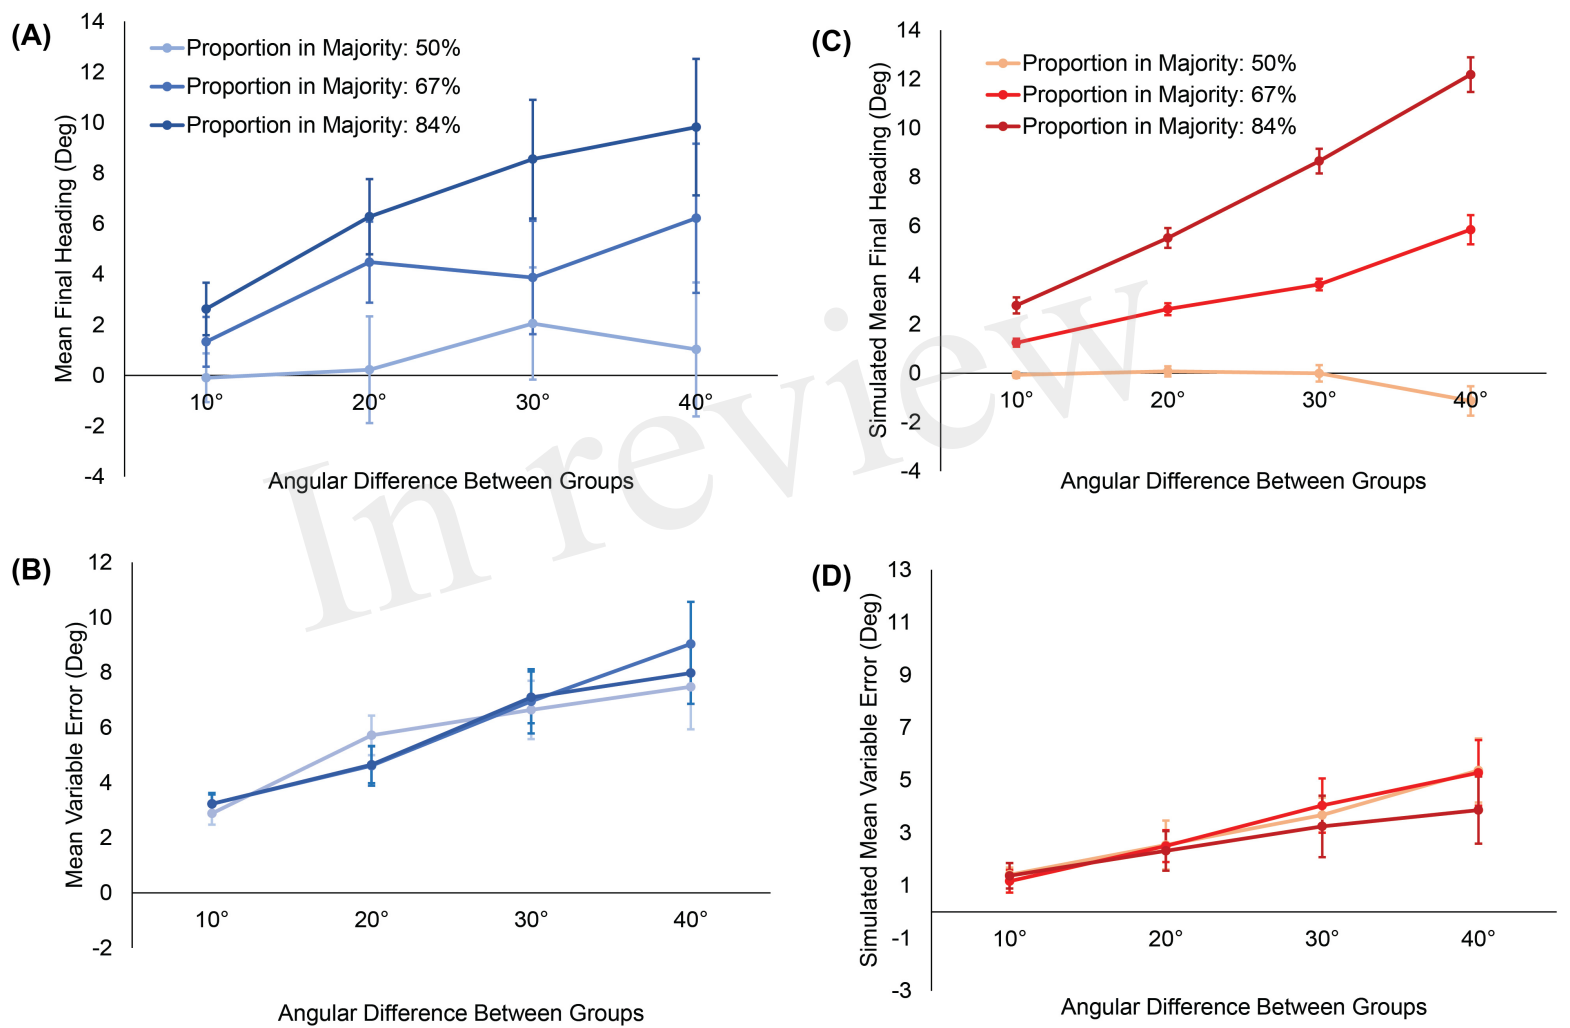 (A)
14
12
10
8
6
4
2
0
-2
-4
Mean Final Heading (Deg)
Proportion in Majority: 50%
Proportion in Majority: 67%
Proportion in Majority: 84%
10°
20°
30°
40°
Angular Difference Between Groups
(C)
14
12
10
8
6
4
2
0
-2
-4
Simulated Mean Final Heading (Deg)
Proportion in Majority: 50%
Proportion in Majority: 67%
Proportion in Majority: 84%
10°
20°
30°
40°
Angular Difference Between Groups
In review
(B)
12
10
8
6
4
2
0
-2
Mean Variable Error (Deg)
10°
20°
30°
40°
Angular Difference Between Groups
(D)
13
11
9
7
5
3
1
-1
-3
Simulated Mean Variable Error (Deg)
10°
20°
30°
40°
Angular Difference Between Groups